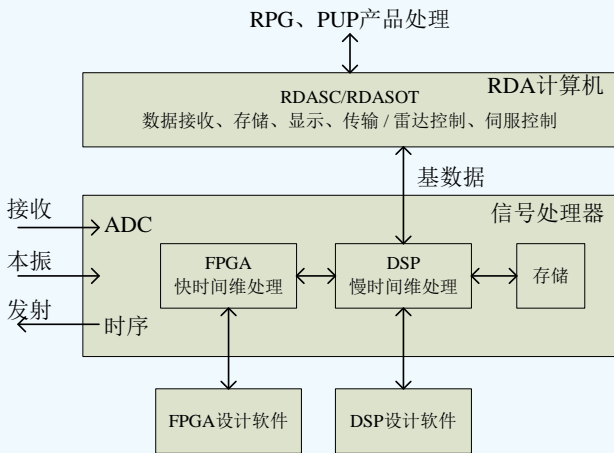 RPG、PUP产品处理
RDA计算机
RDASC/RDASOT
数据接收、存储、显示、传输 / 雷达控制、伺服控制
基数据
信号处理器
接收
ADC
本振
发射
时序
FPGA
快时间维处理
DSP
慢时间维处理
存储
FPGA设计软件
DSP设计软件